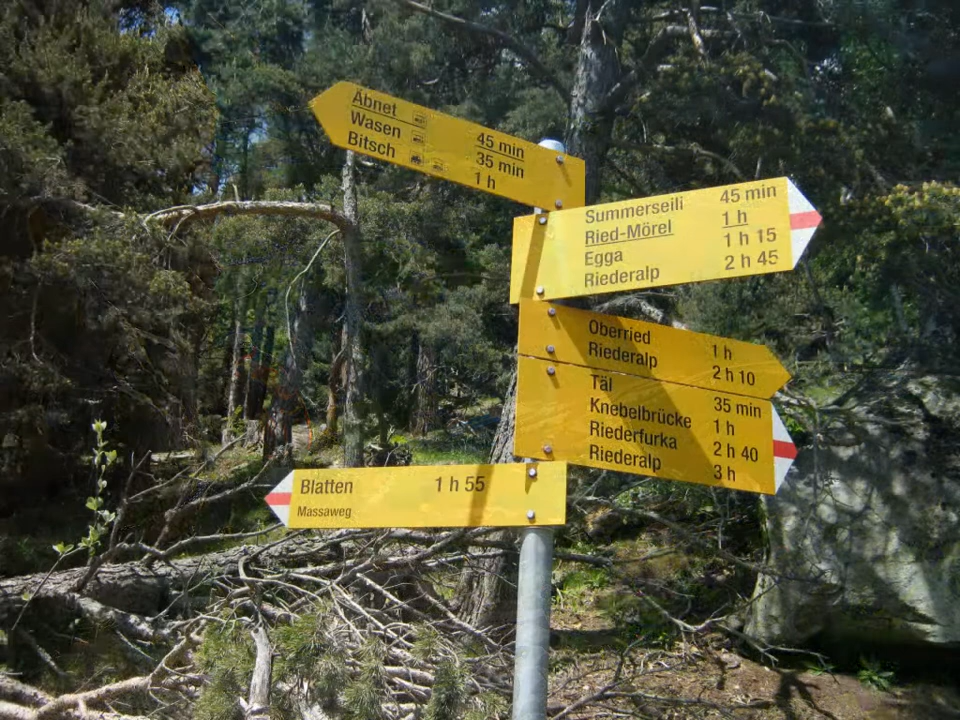 Äbnet 45 min
Wasen 35 min
Bitsch 1 h
Summerseili 45 min
Ried-Mörel 1 h
Egga 1 h 15
Riederalp 2 h 45
Oberried 1 h
Riederalp 2 h 10
Täl 35 min
Knebelbrücke 1 h
Riederfurka 2 h 40
Riederalp 3 h
Blatten 1 h 55
Massaweg